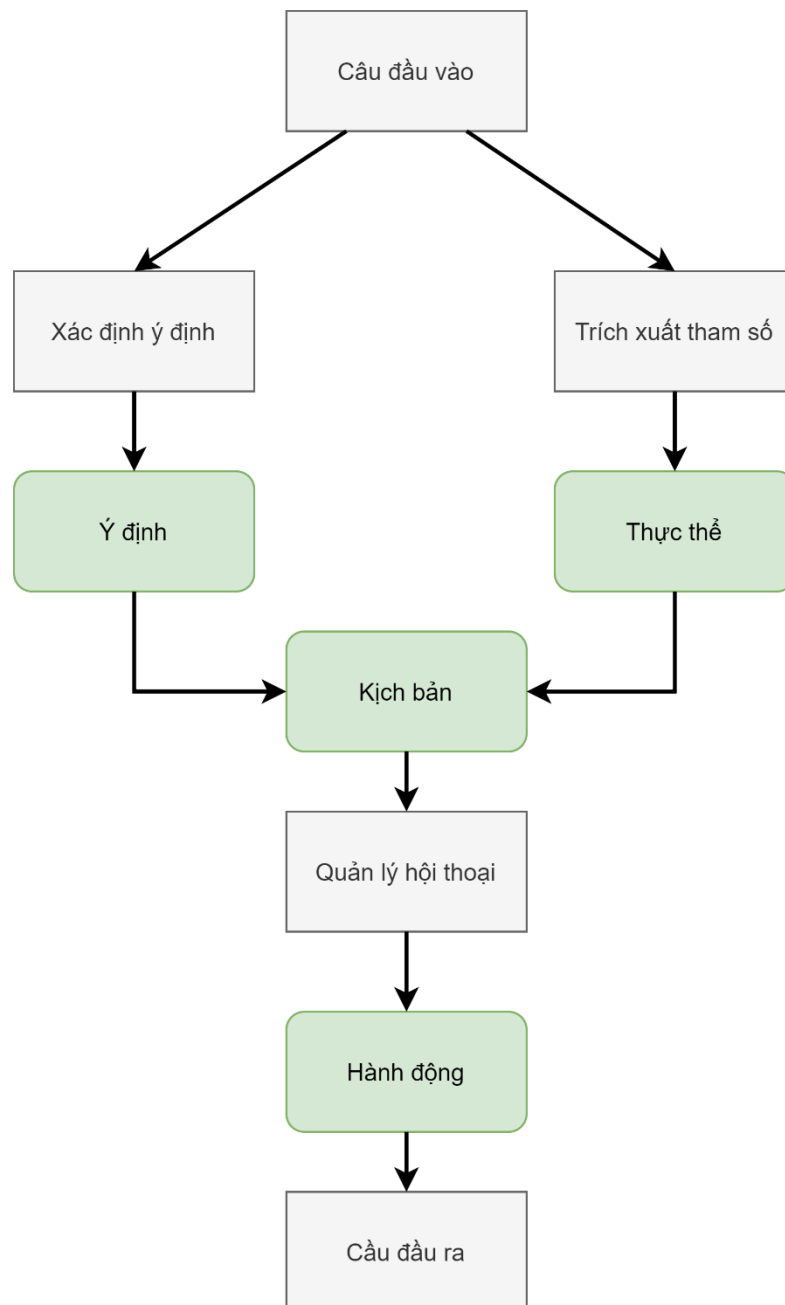 Câu đầu vào
Xác định ý định
Trích xuất tham số
Ý định
Thực thể
Kịch bản
Quản lý hội thoại
Hành động
Cầu đầu ra